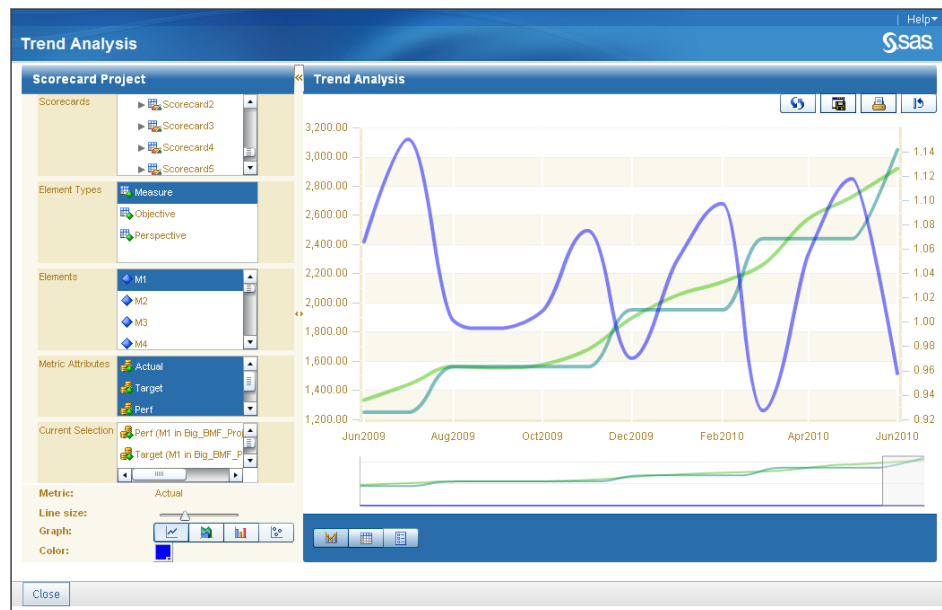 Help
Trend Analysis
sas
Scorecard Project
Trend Analysis
Scorecards
Scorecard2
Scorecard3
Scorecard4
Scorecard5
Element Types
Measure
Objective
Perspective
Elements
M1
M2
M3
M4
Metric Attributes
Actual
Target
Perf
Current Selection
Perf (M1 in Big_BMF_Proj
Target (M1 in Big_BMF_P
Metric:
Actual
Line size:
Graph:
Color:
3,200.00
3,000.00
2,800.00
2,600.00
2,400.00
2,200.00
2,000.00
1,800.00
1,600.00
1,400.00
1,200.00
1.14
1.12
1.10
1.08
1.06
1.04
1.02
1.00
0.98
0.96
0.94
0.92
Jun2009 Aug2009 Oct2009 Dec2009 Feb2010 Apr2010 Jun2010
Close